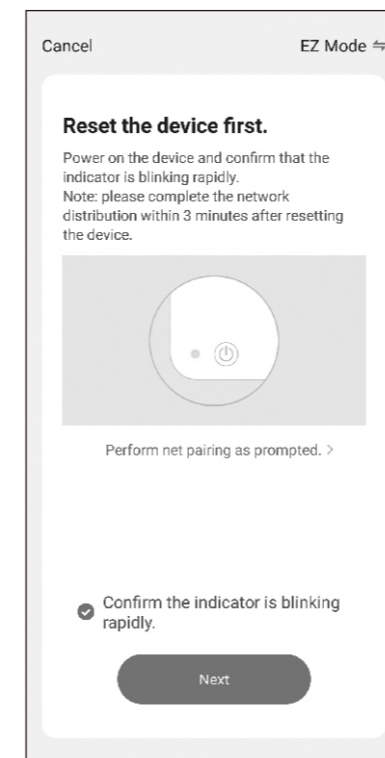 Cancel
EZ Mode ⇋
Reset the device first.
Power on the device and confirm that the
indicator is blinking rapidly.
Note: please complete the network
distribution within 3 minutes after resetting
the device.
Perform net pairing as prompted. >
Confirm the indicator is blinking
rapidly.
Next